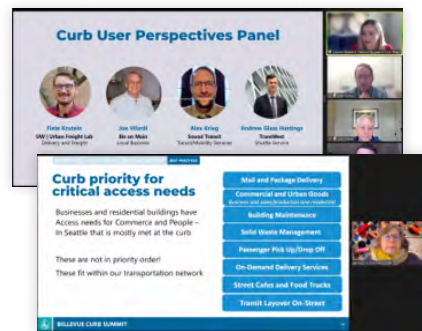 Curb User Perspectives Panel
Fiete Krutein
UW | Urban Freight Lab
Delivery and Freight
Joe Vilardi
Bis on Main
Local Business
Alex Krieg
Sound Transit
Transit/Mobility Services
Andrew Glass Hastings
TransWest
Shuttle Service
Curb priority for
critical access needs
Businesses and residential buildings have
Access needs for Commerce and People –
In Seattle that is mostly met at the curb
These are not in priority order!
These fit within our transportation network
Mail and Package Delivery
Commercial and Urban Goods
Building Maintenance
Solid Waste Management
Passenger Pick Up/Drop Off
On-Demand Delivery Services
Street Cafes and Food Trucks
Transit Layover On-Street
BELLEVUE CURB SUMMIT